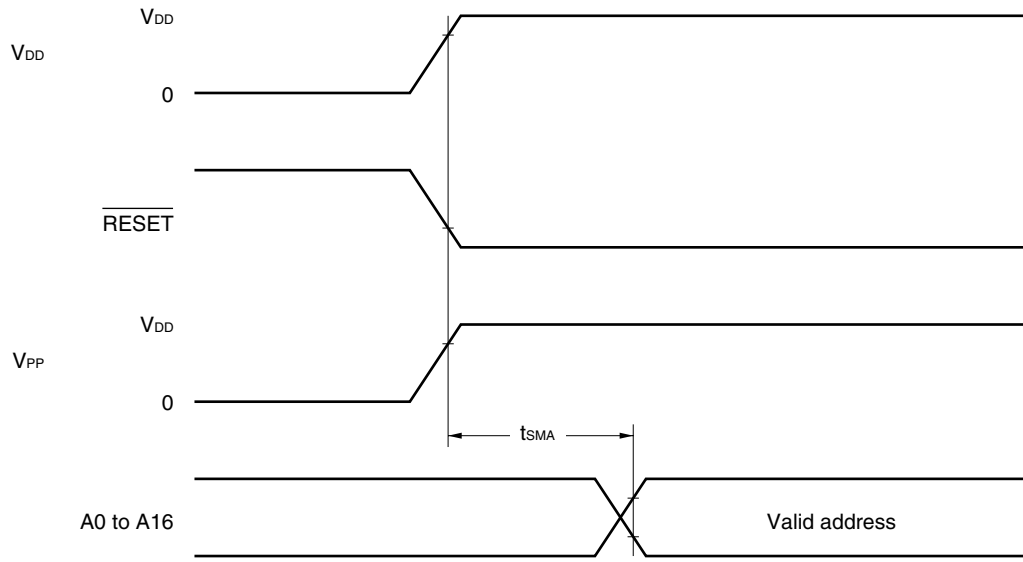 VDD
VDD
0
RESET
VDD
VPP
0
tSMA
A0 to A16
Valid address